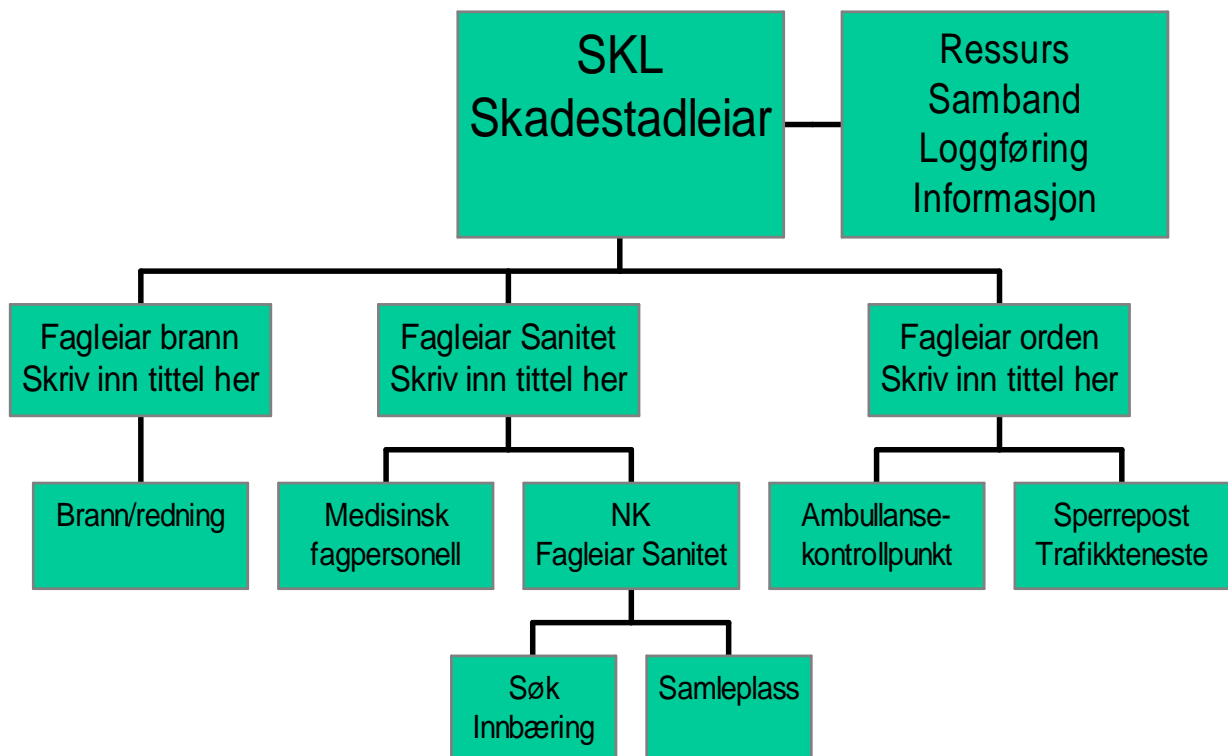 SKL
Skadestadleiar
Ressurs
Samband
Loggføring
Informasjon
Fagleiar brann
Skriv inn tittel her
Fagleiar Sanitet
Skriv inn tittel her
Fagleiar orden
Skriv inn tittel her
Brann/redning
Medisinsk
fagpersonell
NK
Fagleiar Sanitet
Ambullanse-
kontrollpunkt
Sperrepost
Trafikkteneste
Søk
Innbæring
Samleplass